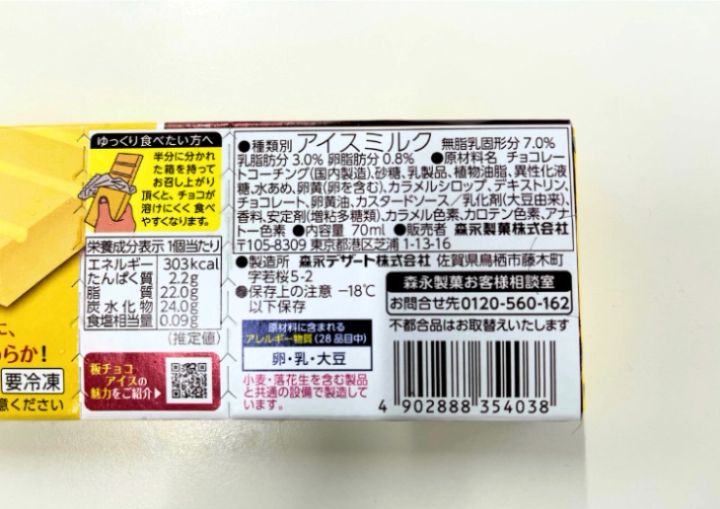 ゆっくり食べたい方へ
半分に分かれ
た箱を持って
お召し上がり
頂くと、チョコが
溶けにくく 食べ
やすくなります。
栄養成分表示 1個当たり
エネルギー 303kcal
たんぱく質 2.2g
脂質 22.0g
炭水化物 24.0g
食塩相当量 0.09g
(推定値)
板チョコ
アイスの
魅力をご紹介▶
に、
らか!
要冷凍
意ください
●種類別 アイスミルク 無脂乳固形分 7.0%
乳脂肪分 3.0% 卵脂肪分 0.8% ●原材料名 チョコレー
トコーチング(国内製造)、砂糖、乳製品、植物油脂、異性化液
糖、水あめ、卵黄(卵を含む)、カラメルシロップ、デキストリン、
チョコレート、卵黄油、カスタードソース/乳化剤(大豆由来)、
香料、安定剤(増粘多糖類)、カラメル色素、カロテン色素、アナ
トー色素 ●内容量 70ml ●販売者 森永製菓株式会社
〒105-8309 東京都港区芝浦 1-13-16
●製造所 森永デザート株式会社 佐賀県鳥栖市藤木町
字若桜5-2
●保存上の注意 −18℃
以下保存
原材料に含まれる
アレルギー物質(28品目中)
卵・乳・大豆
小麦・落花生を含む製品
と共通の設備で製造して
います。
森永製菓お客様相談室
お問合せ先 0120-560-162
不都合品はお取替えいたします
4 902888 354038